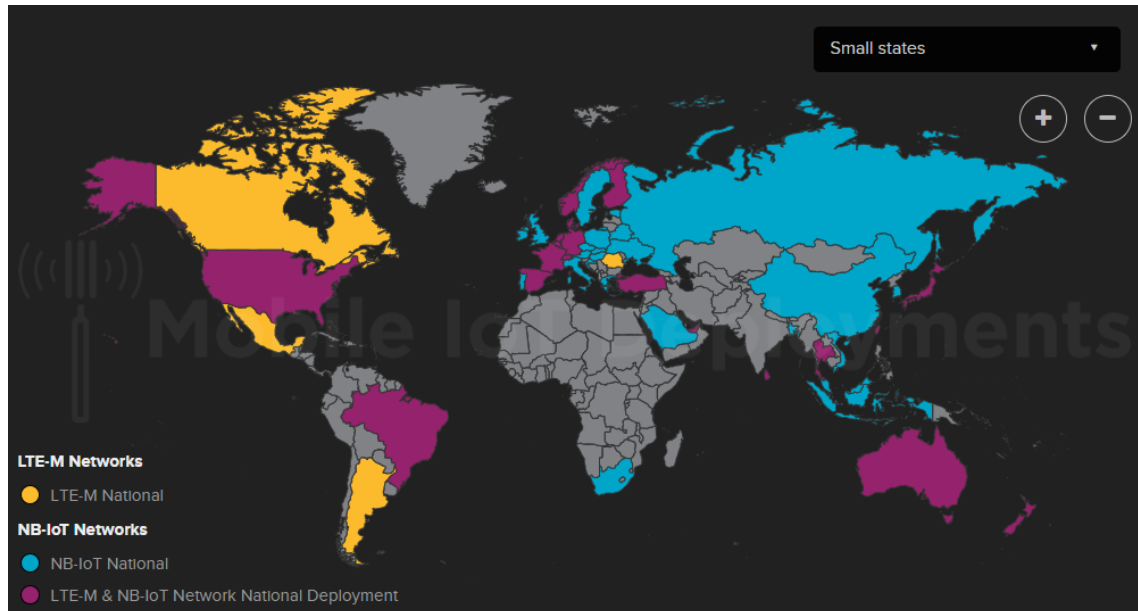 Small states
Mobile IoT Deployments
LTE-M Networks
LTE-M National
NB-IoT Networks
NB-IoT National
LTE-M & NB-IoT Network National Deployment